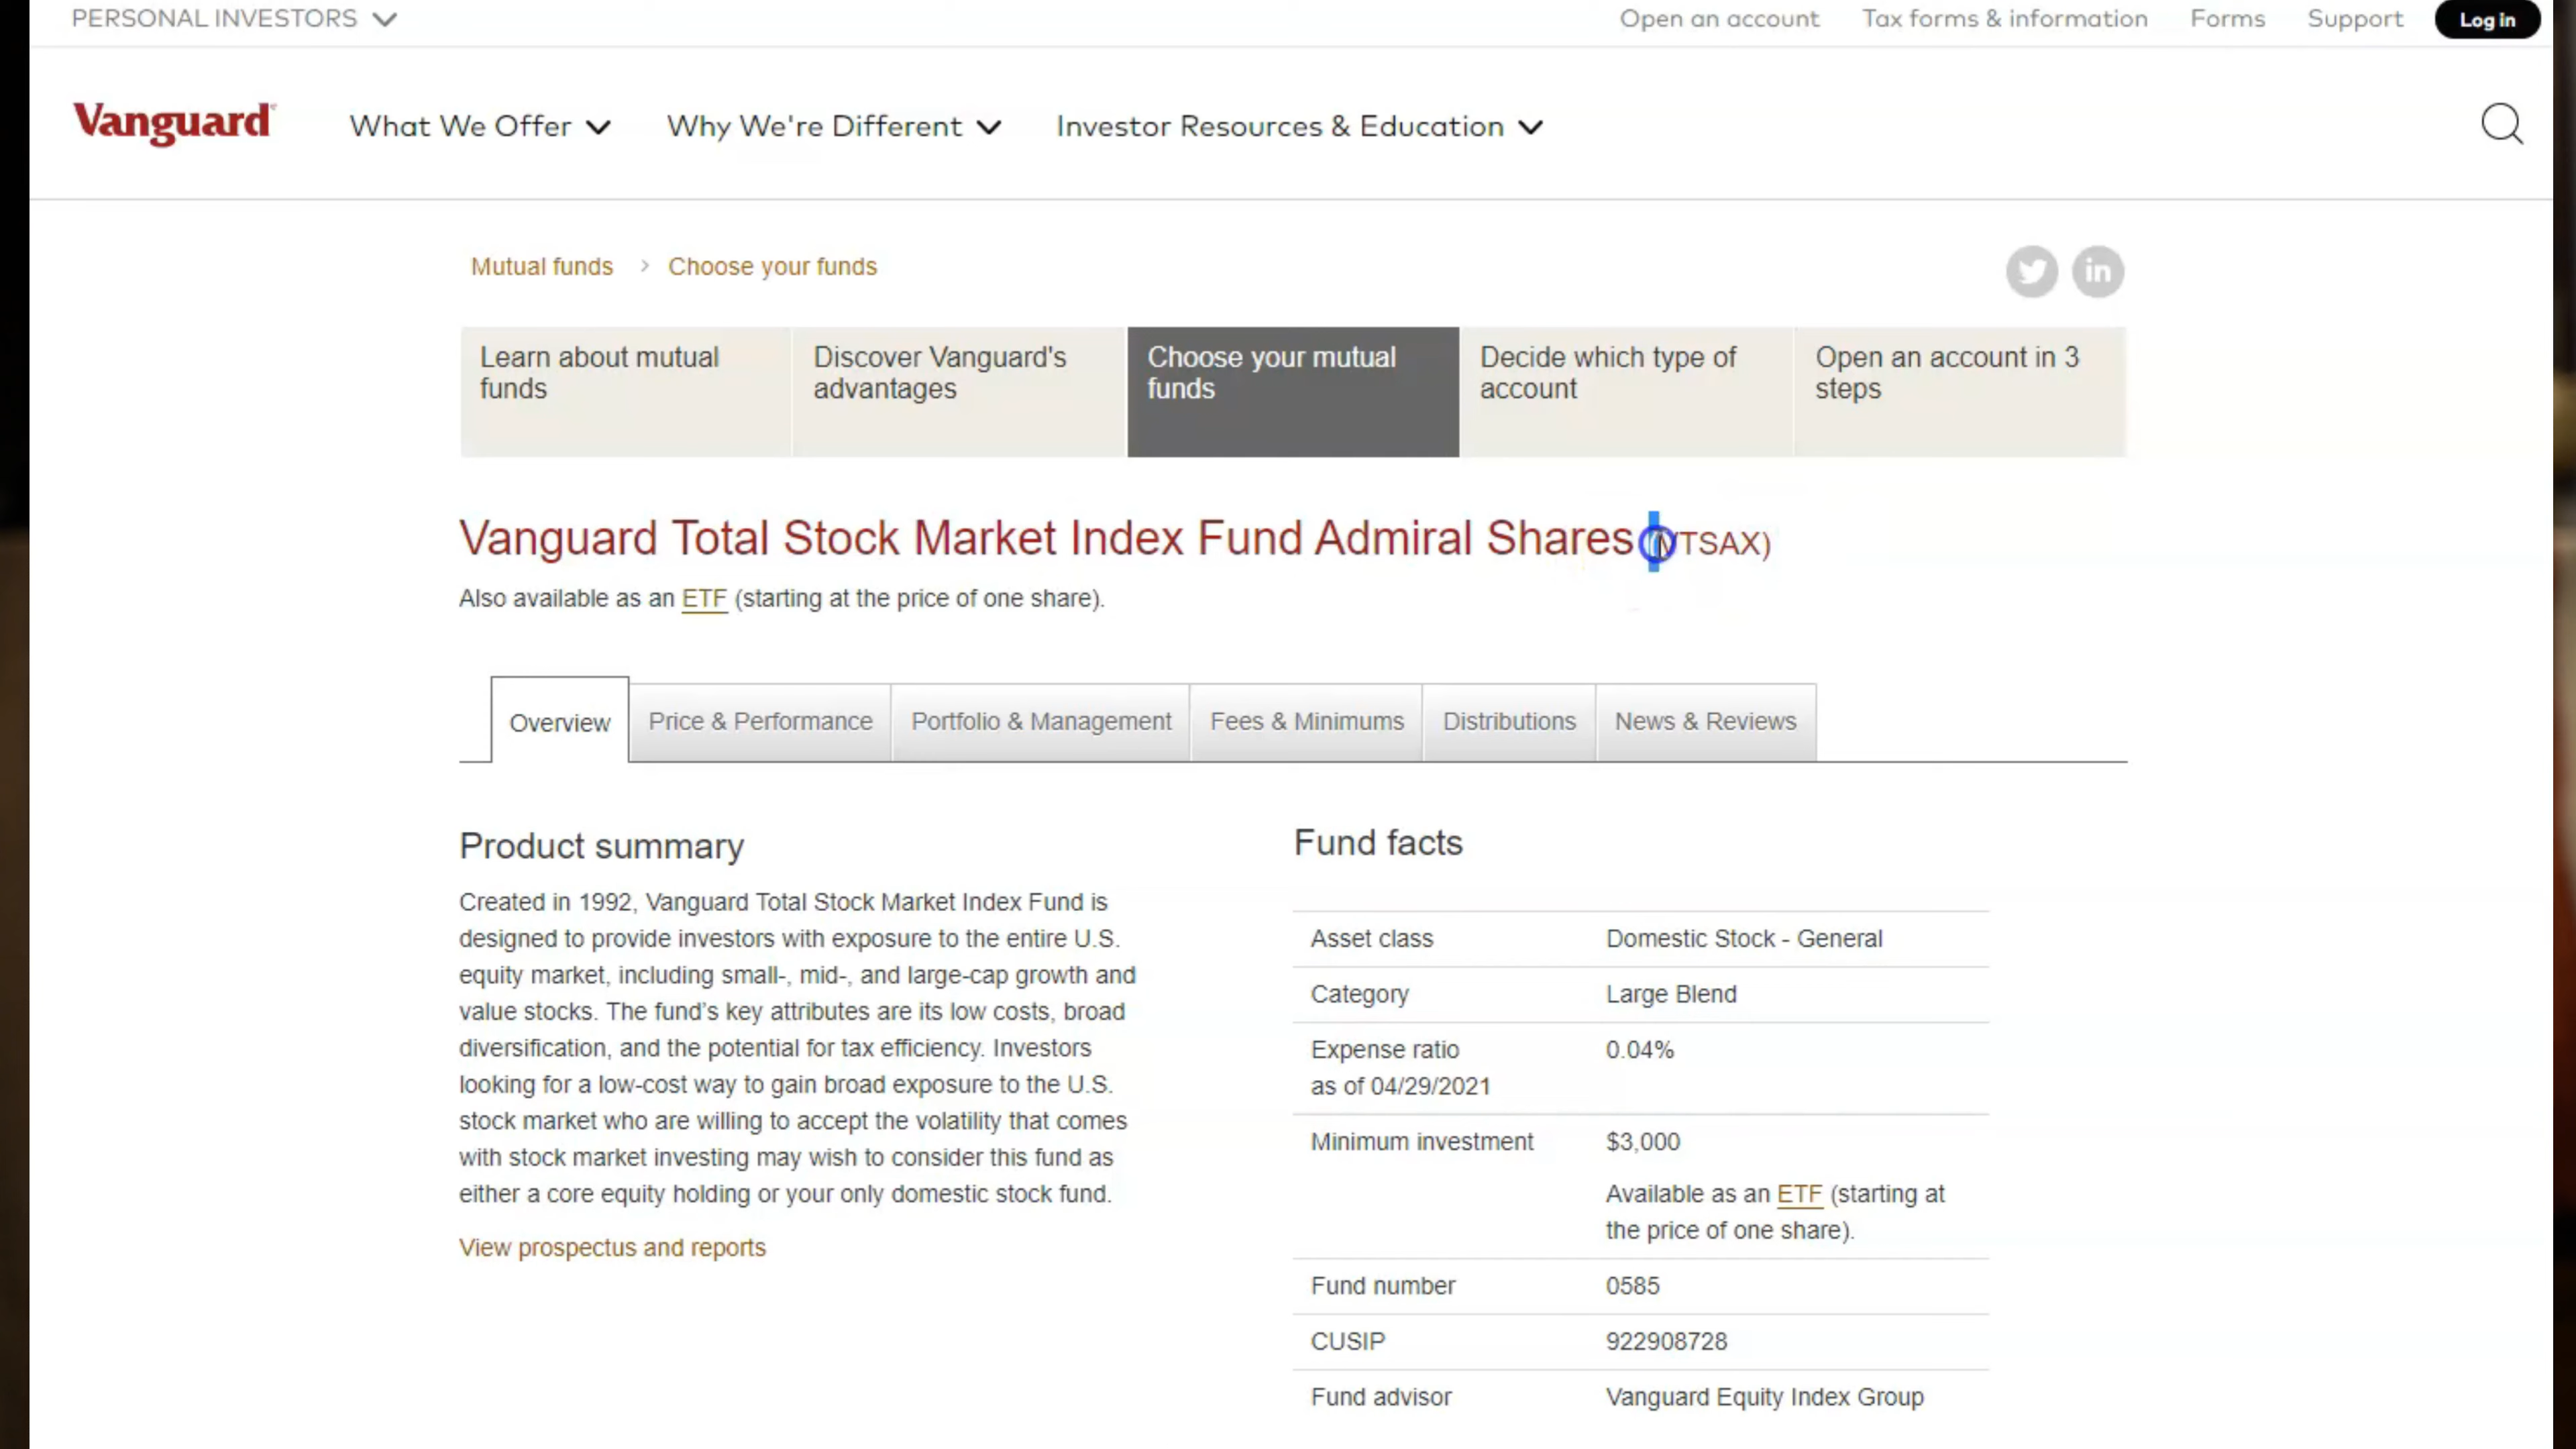 PERSONAL INVESTORS
Open an account
Tax forms & information
Forms
Support
Log in
Vanguard
What We Offer
Why We're Different
Investor Resources & Education
Mutual funds
Choose your funds
Learn about mutual
funds
Discover Vanguard's
advantages
Choose your mutual
funds
Decide which type of
account
Open an account in 3
steps
Vanguard Total Stock Market Index Fund Admiral Shares (VTSAX)
Also available as an ETF (starting at the price of one share).
Overview
Price & Performance
Portfolio & Management
Fees & Minimums
Distributions
News & Reviews
Product summary
Created in 1992, Vanguard Total Stock Market Index Fund is
designed to provide investors with exposure to the entire U.S.
equity market, including small-, mid-, and large-cap growth and
value stocks. The fund’s key attributes are its low costs, broad
diversification, and the potential for tax efficiency. Investors
looking for a low-cost way to gain broad exposure to the U.S.
stock market who are willing to accept the volatility that comes
with stock market investing may wish to consider this fund as
either a core equity holding or your only domestic stock fund.
View prospectus and reports
Fund facts
Asset class Domestic Stock - General
Category Large Blend
Expense ratio 0.04%
as of 04/29/2021
Minimum investment $3,000
Available as an ETF (starting at
the price of one share).
Fund number 0585
CUSIP 922908728
Fund advisor Vanguard Equity Index Group